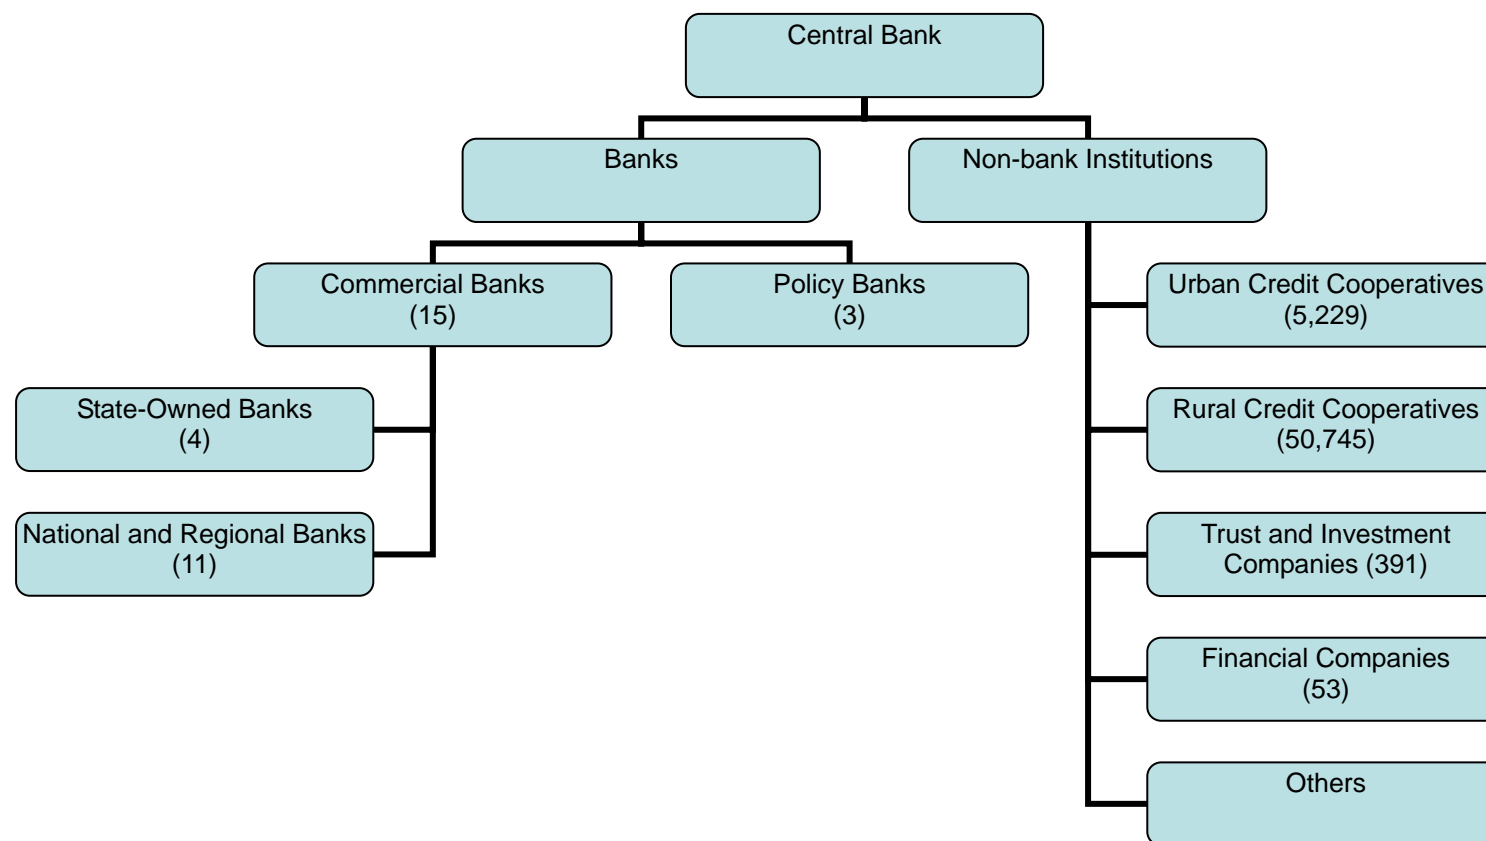 Central Bank
Banks
Non-bank Institutions
Commercial Banks
(15)
Policy Banks
(3)
Urban Credit Cooperatives
(5,229)
State-Owned Banks
(4)
Rural Credit Cooperatives
(50,745)
National and Regional Banks
(11)
Trust and Investment
Companies (391)
Financial Companies
(53)
Others